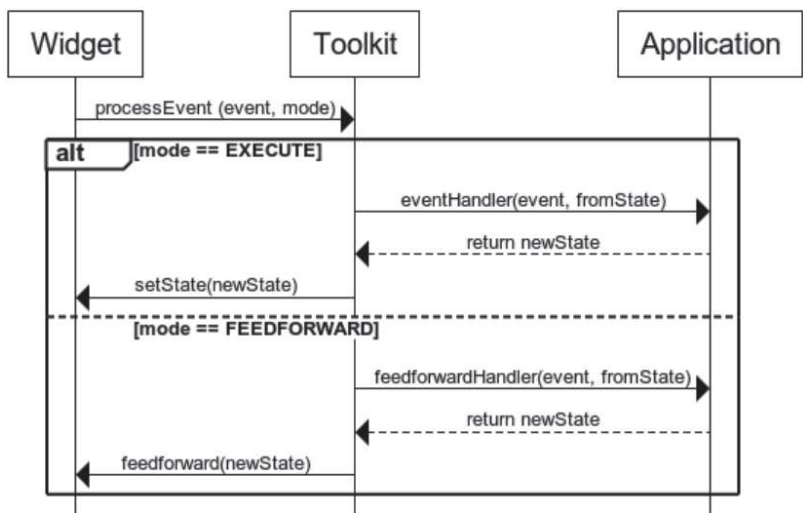 Widget
Toolkit
Application
processEvent (event, mode)
alt
[mode == EXECUTE]
eventHandler(event, fromState)
return newState
setState(newState)
[mode == FEEDFORWARD]
feedforwardHandler(event, fromState)
return newState
feedforward(newState)